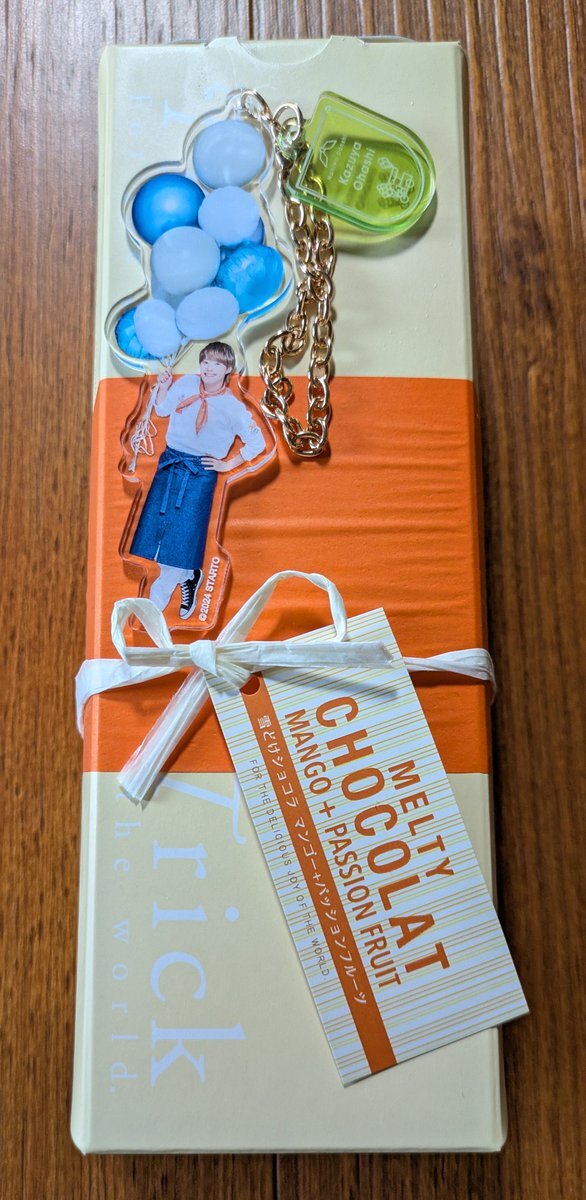 Kazuya
Ohashi
©2024 STARTO
MELTY
CHOCOLAT
MANGO + PASSION FRUIT
雪どけショコラ マンゴー+パッションフルーツ
FOR THE DELICIOUS JOY OF THE WORLD.
Trick
the world.